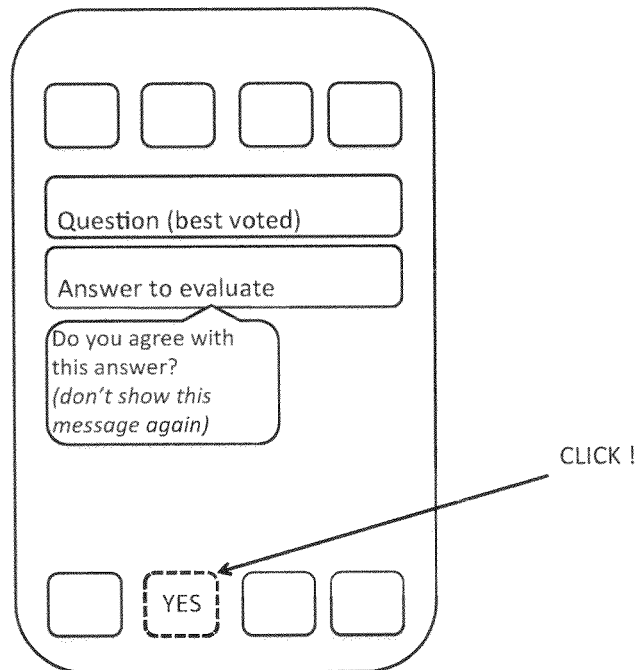 Question (best voted)
Answer to evaluate
Do you agree with
this answer?
(don't show this
message again)
CLICK !
YES